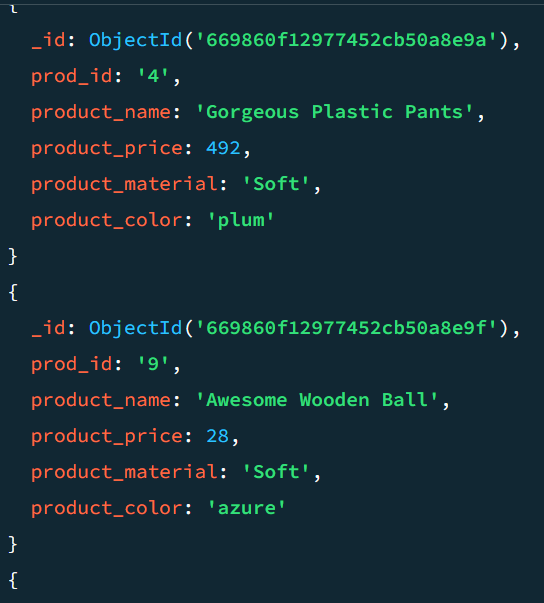 {
_id: ObjectId('669860f12977452cb50a8e9a'),
prod_id: '4',
product_name: 'Gorgeous Plastic Pants',
product_price: 492,
product_material: 'Soft',
product_color: 'plum'
}
{
_id: ObjectId('669860f12977452cb50a8e9f'),
prod_id: '9',
product_name: 'Awesome Wooden Ball',
product_price: 28,
product_material: 'Soft',
product_color: 'azure'
}
{